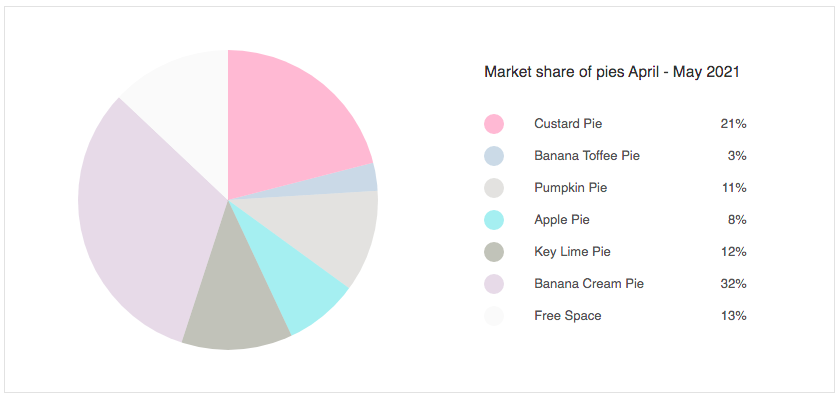 Market share of pies April - May 2021
Custard Pie 21%
Banana Toffee Pie 3%
Pumpkin Pie 11%
Apple Pie 8%
Key Lime Pie 12%
Banana Cream Pie 32%
Free Space 13%